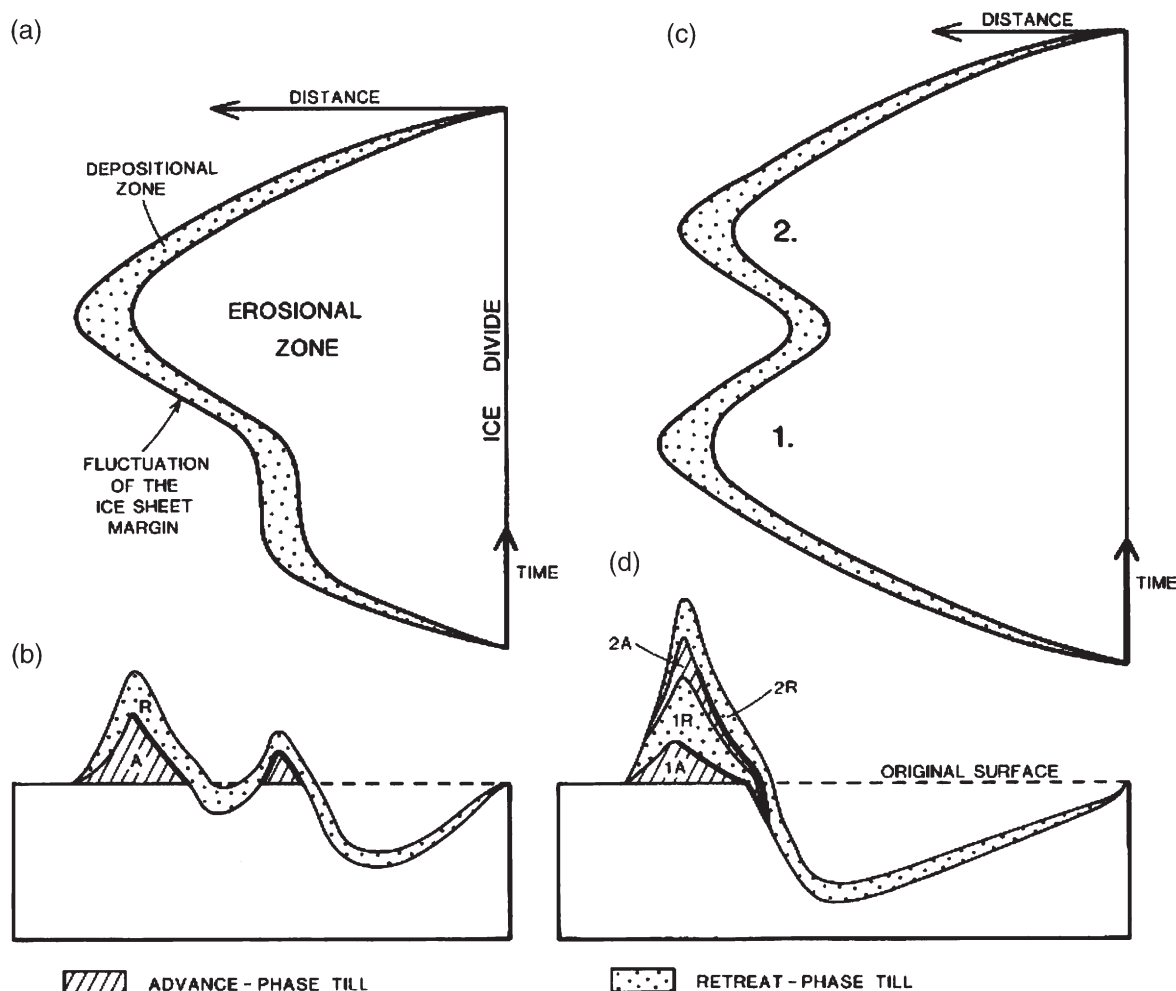 (a)
DISTANCE
DEPOSITIONAL
ZONE
EROSIONAL
ZONE
ICE DIVIDE
FLUCTUATION
OF THE
ICE SHEET
MARGIN
TIME
(b)
R
A
(c)
DISTANCE
2.
1.
TIME
(d)
2A
2R
1R
1A
ORIGINAL SURFACE
ADVANCE-PHASE TILL
RETREAT-PHASE TILL